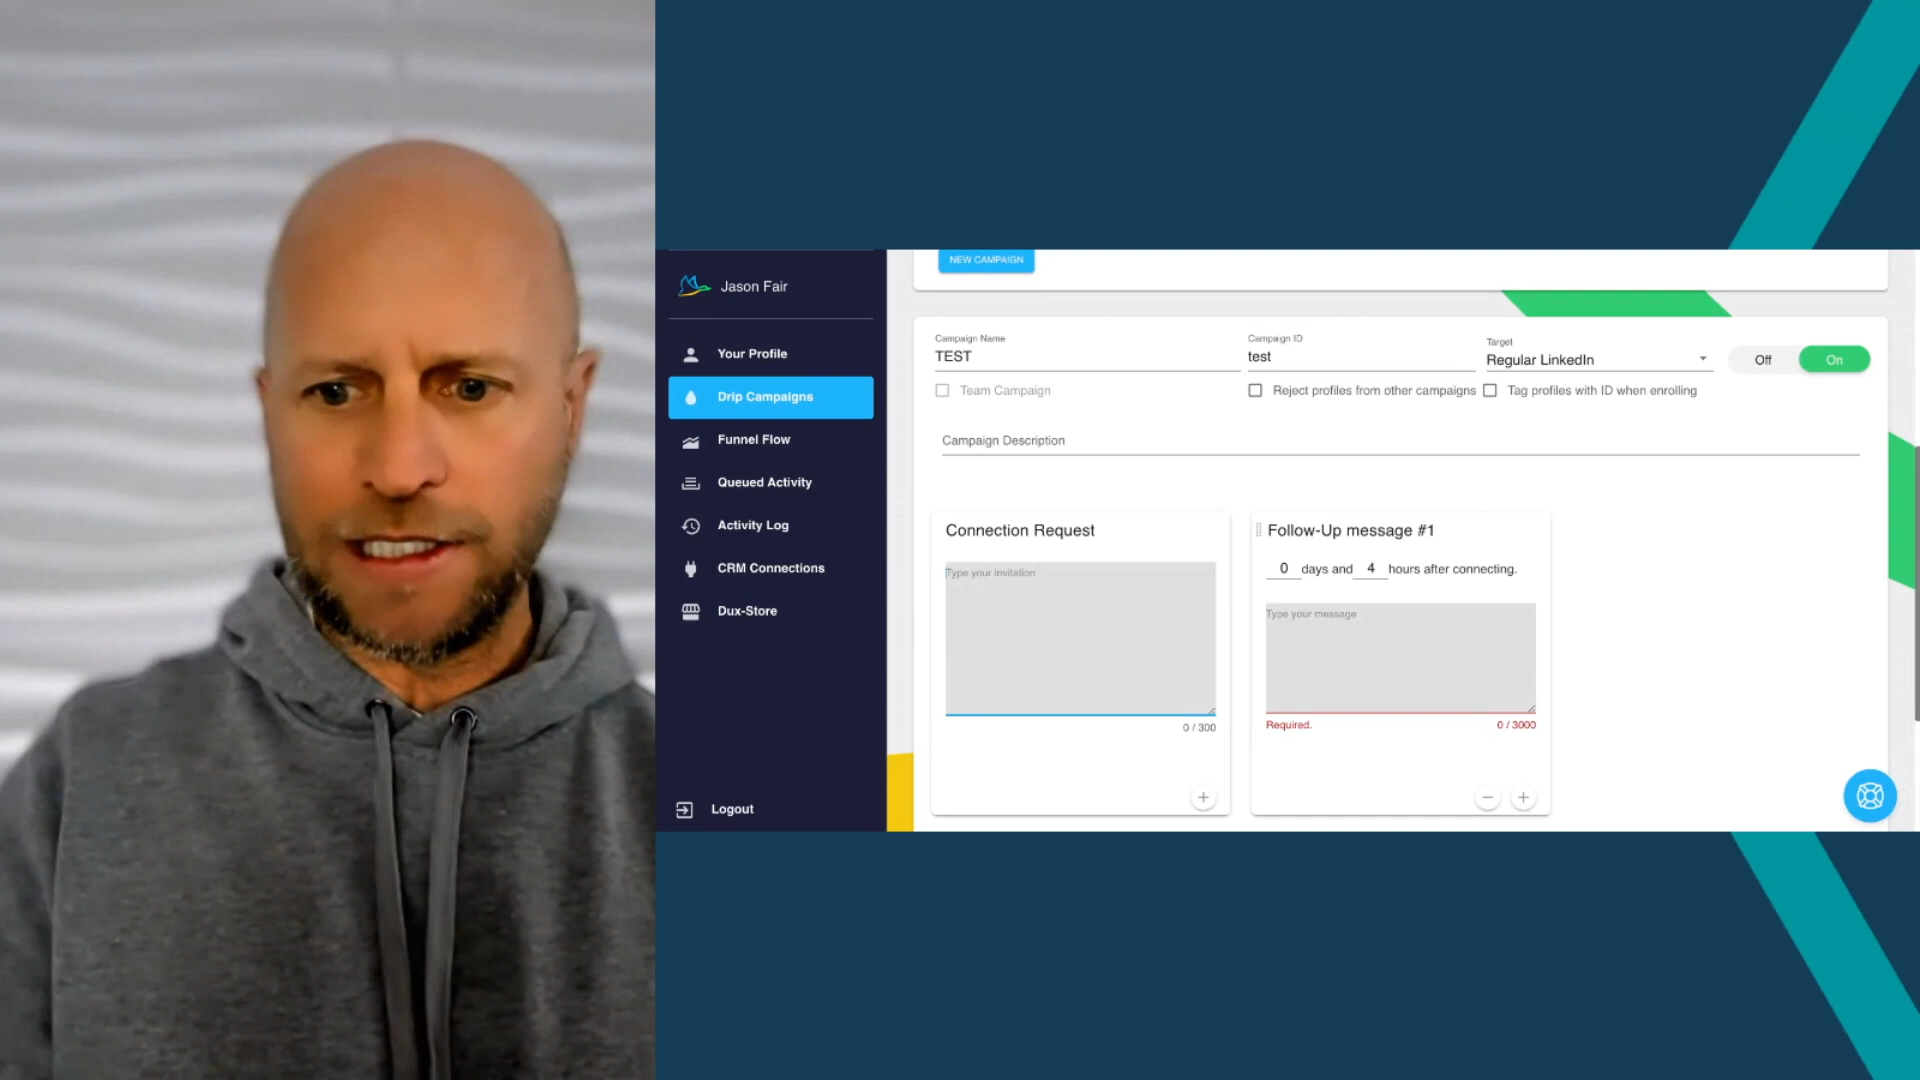 NEW CAMPAIGN
Jason Fair
Your Profile
Drip Campaigns
Funnel Flow
Queued Activity
Activity Log
CRM Connections
Dux-Store
Logout
Campaign Name
TEST
Campaign ID
test
Target
Regular LinkedIn
Off
On
Team Campaign
Reject profiles from other campaigns
Tag profiles with ID when enrolling
Campaign Description
Connection Request
Type your invitation
0 / 300
+
Follow-Up message #1
0 days and 4 hours after connecting.
Type your message
Required.
0 / 3000
− +